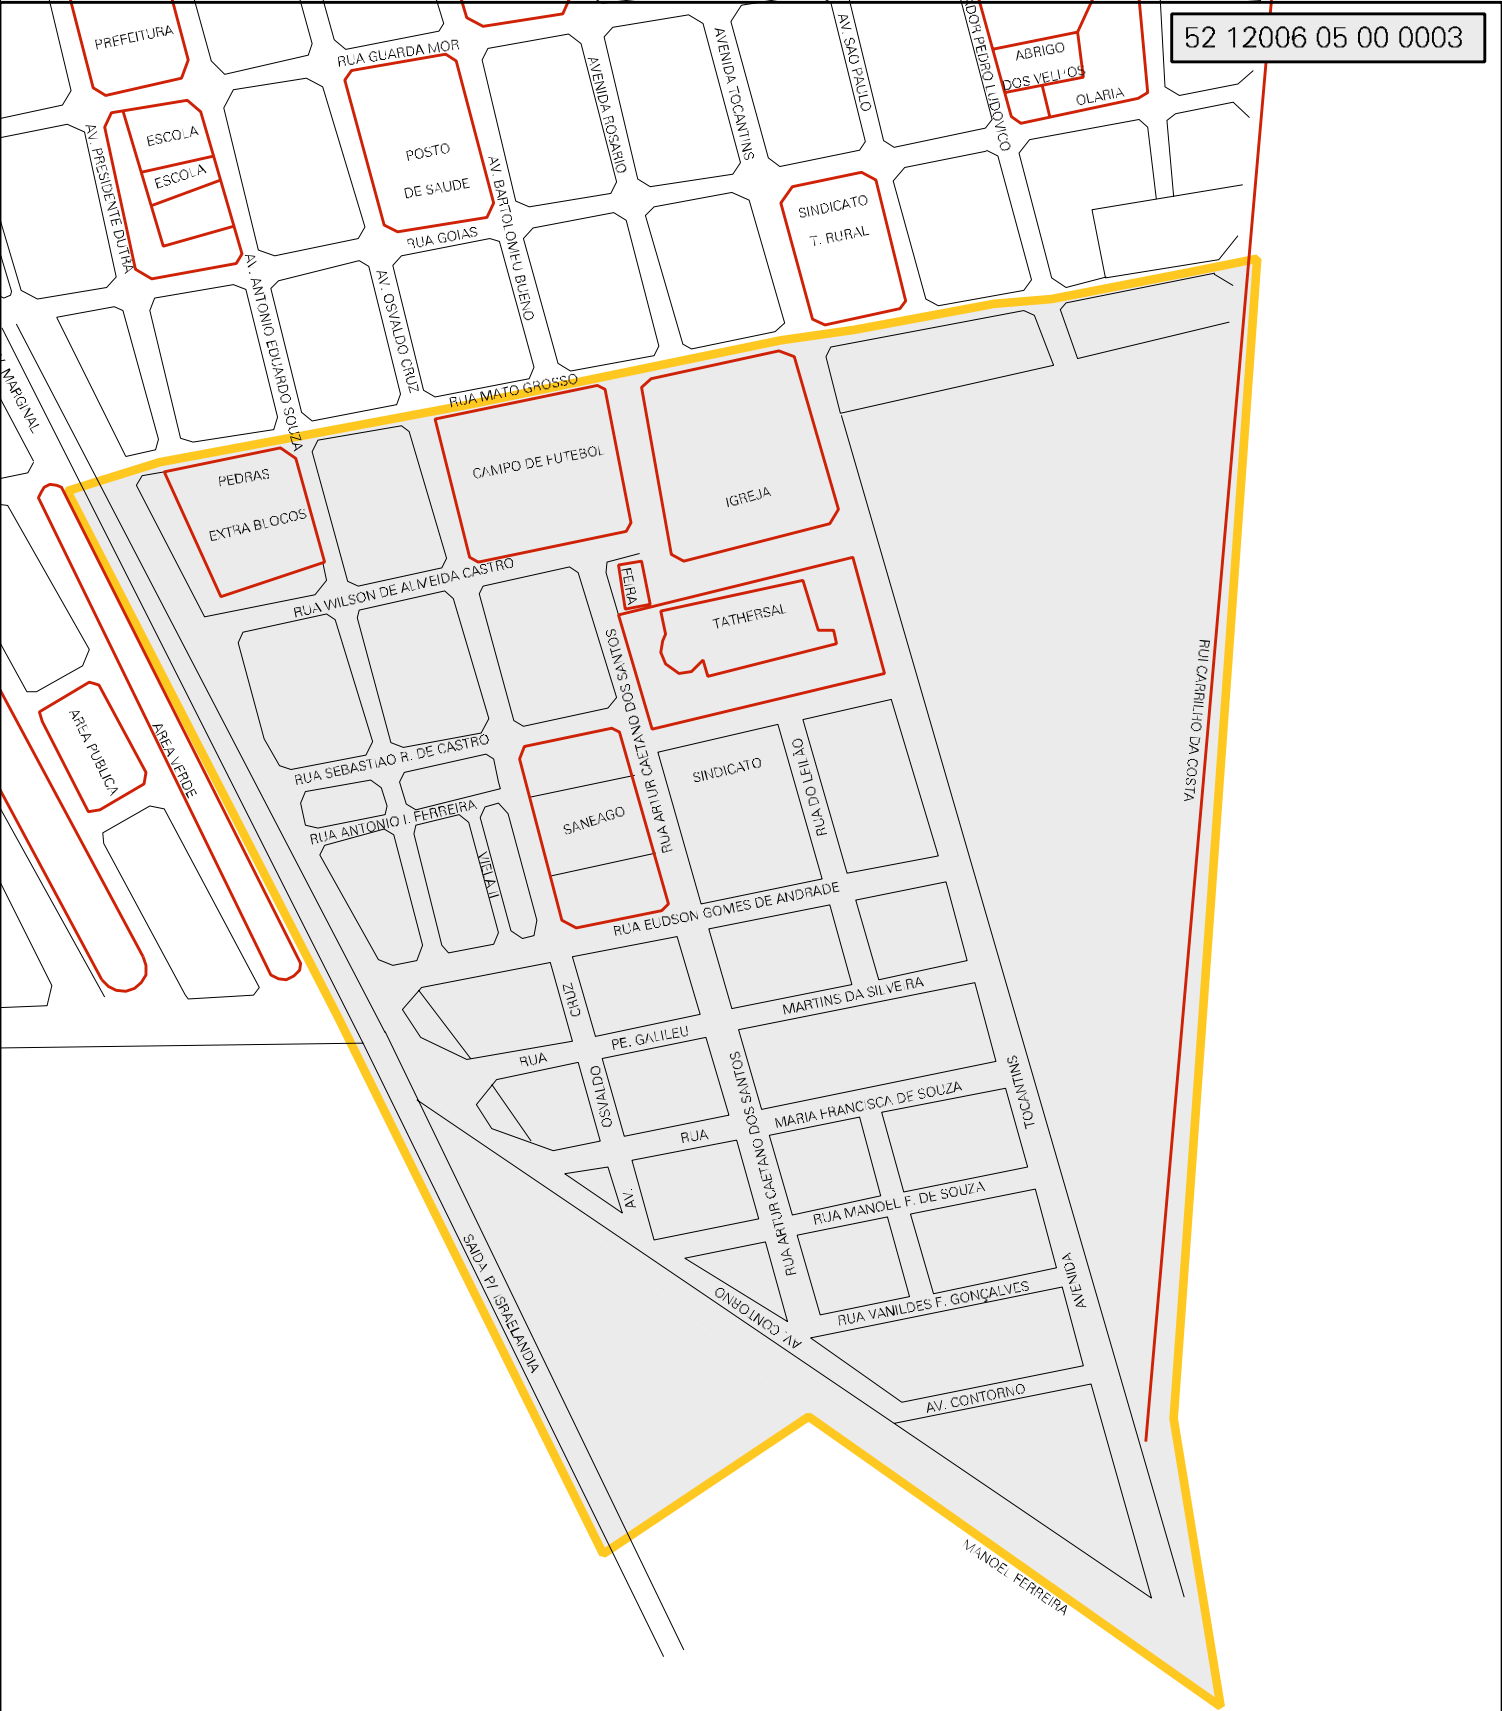 52 12006 05 00 0003
PREFEITURA
RUA GUARDA MOR
AV. SAO PAULO
ADOR PEDRO LUDOVICO
ABRIGO
DOS VELHOS
OLARIA
AVENIDA ROSARIO
AVENIDA TOCANTINS
ESCOLA
ESCOLA
AV. PRESIDENTE DUTRA
POSTO
DE SAUDE
AV. BARTOLOMEU BUENO
RUA GOIAS
SINDICATO
T. RURAL
AV. ANTONIO EDUARDO SOUZA
AV. OSVALDO CRUZ
MARGINAL
RUA MATO GROSSO
PEDRAS
EXTRA BLOCOS
CAMPO DE FUTEBOL
IGREJA
RUA WILSON DE ALMEIDA CASTRO
FEIRA
TATHERSAL
RUA ARTUR CAETANO DOS SANTOS
RUI CARRILHO DA COSTA
AREA PUBLICA
AREA VERDE
RUA SEBASTIAO R. DE CASTRO
RUA ANTONIO I. FERREIRA
VIELA II
SANEAGO
SINDICATO
RUA DO LEILÃO
RUA EUDSON GOMES DE ANDRADE
MARTINS DA SILVEIRA
CRUZ
RUA
PE. GALILEU
OSVALDO
RUA
MARIA FRANCISCA DE SOUZA
TOCANTINS
AV.
RUA ARTUR CAETANO DOS SANTOS
RUA MANOEL F. DE SOUZA
AVENIDA
SAIDA P/ ISRAELANDIA
AV. CONTORNO
RUA VANILDES F. GONÇALVES
AV. CONTORNO
MANOEL FERREIRA